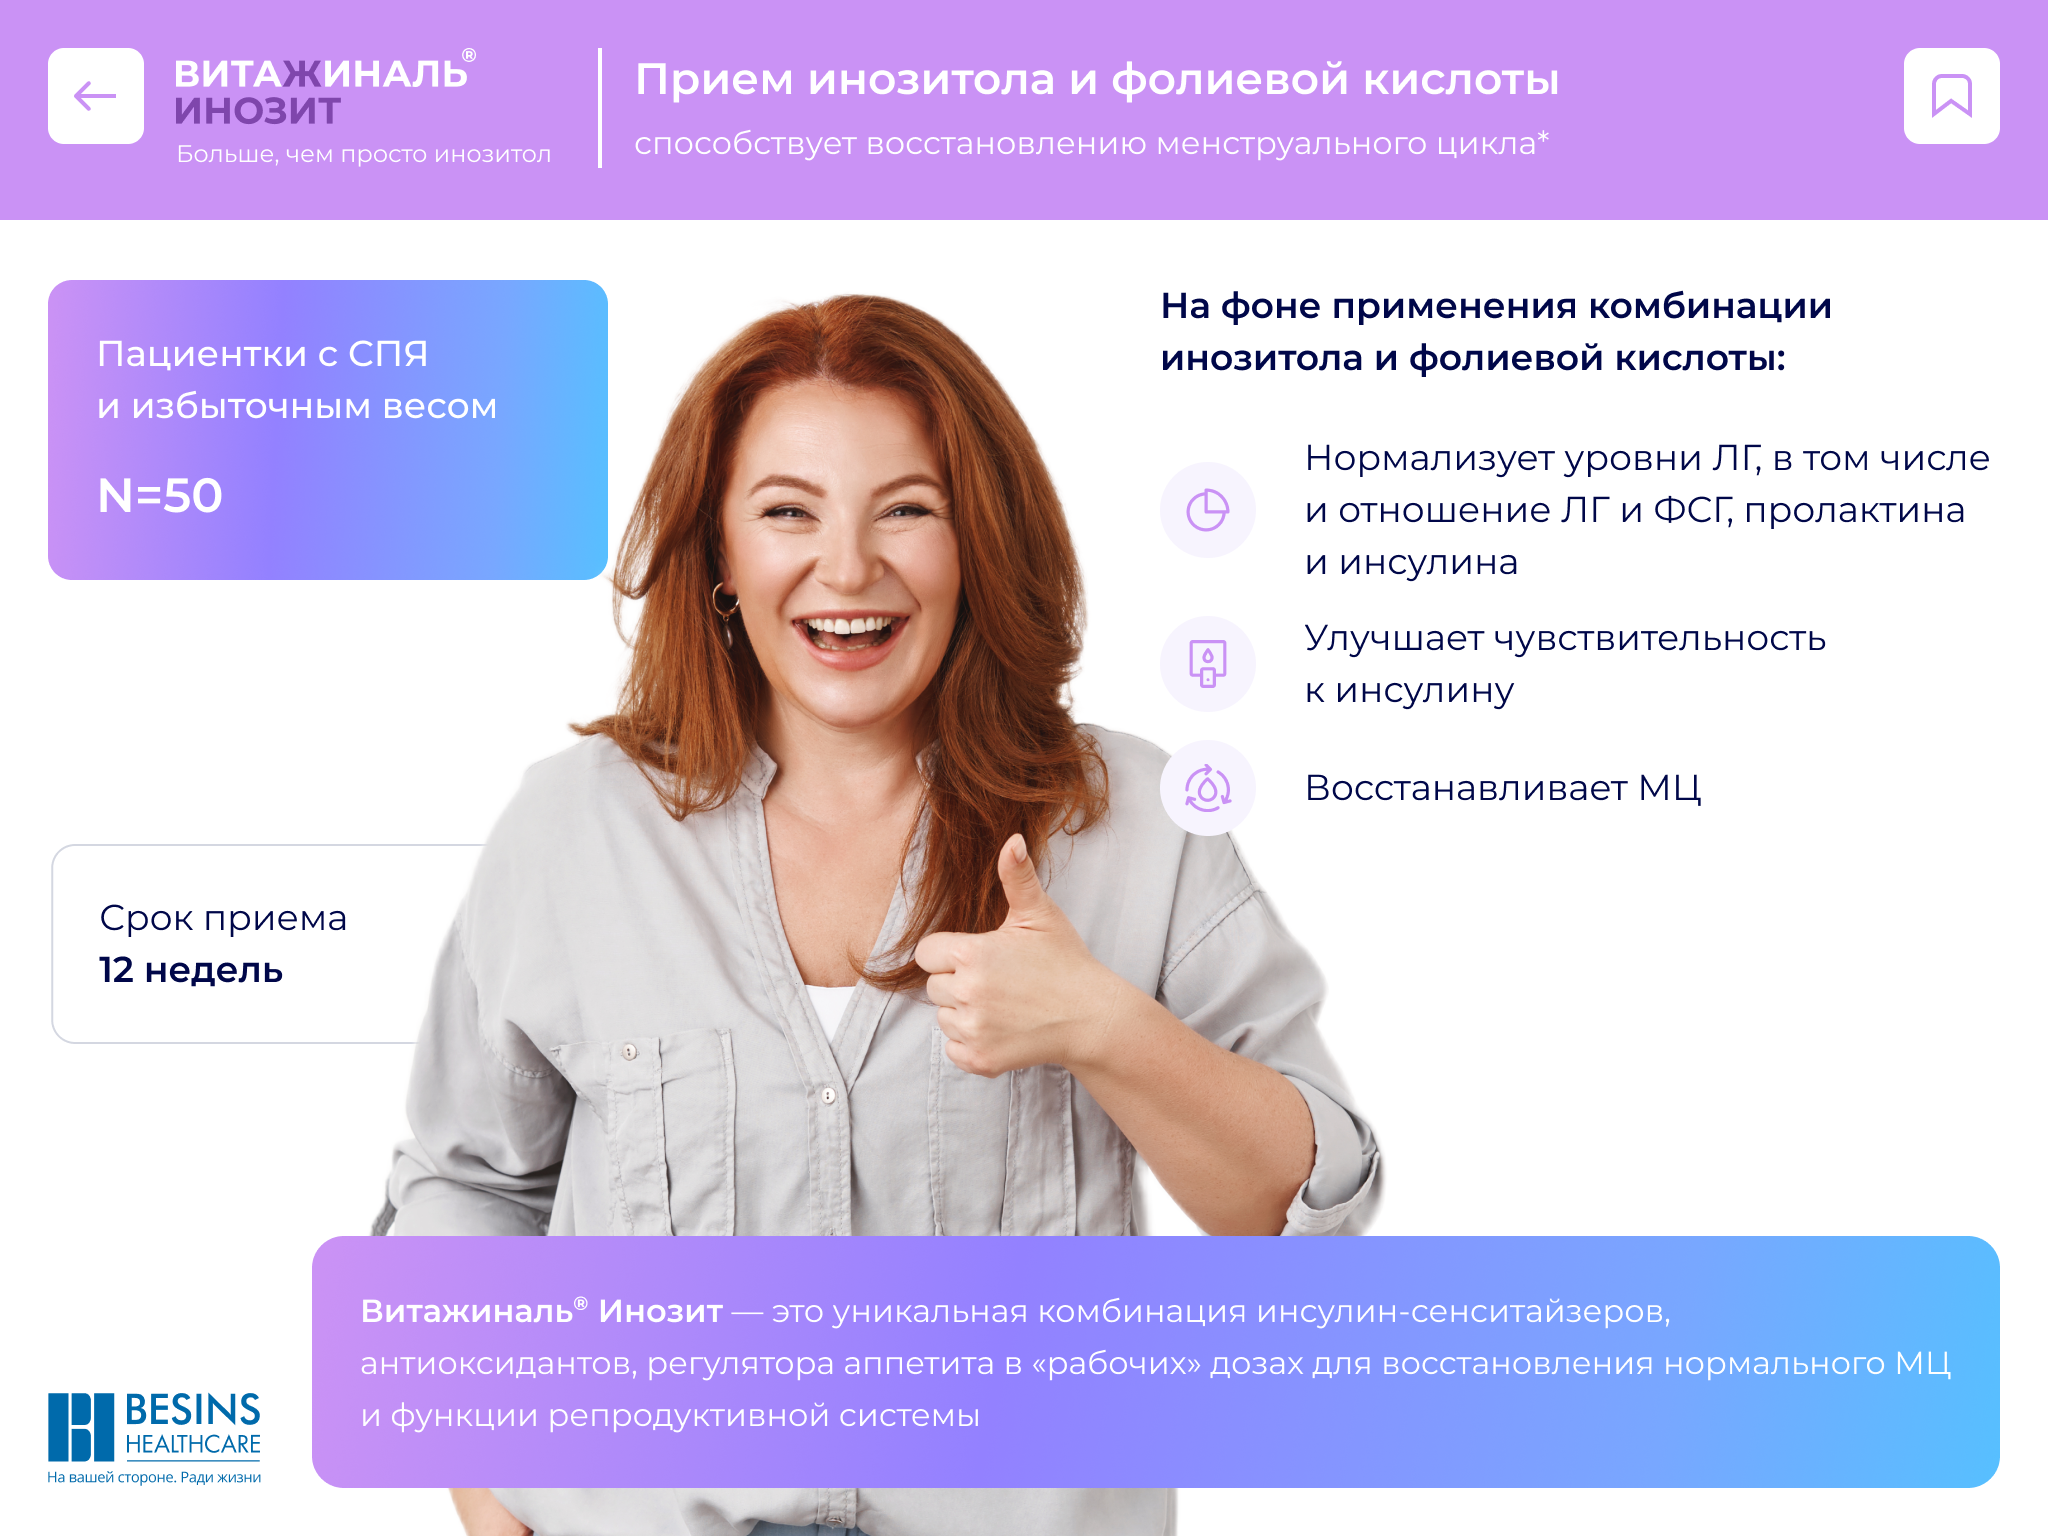 ВИТАЖИНАЛЬ®
ИНОЗИТ
Больше, чем просто инозитол
Прием инозитола и фолиевой кислоты
способствует восстановлению менструального цикла*
Пациентки с СПЯ
и избыточным весом
N=50
Срок приема
12 недель
На фоне применения комбинации
инозитола и фолиевой кислоты:
Нормализует уровни ЛГ, в том числе
и отношение ЛГ и ФСГ, пролактина
и инсулина
Улучшает чувствительность
к инсулину
Восстанавливает МЦ
Витажиналь® Инозит — это уникальная комбинация инсулин-сенситайзеров,
антиоксидантов, регулятора аппетита в «рабочих» дозах для восстановления нормального МЦ
и функции репродуктивной системы
BESINS
HEALTHCARE
На вашей стороне. Ради жизни